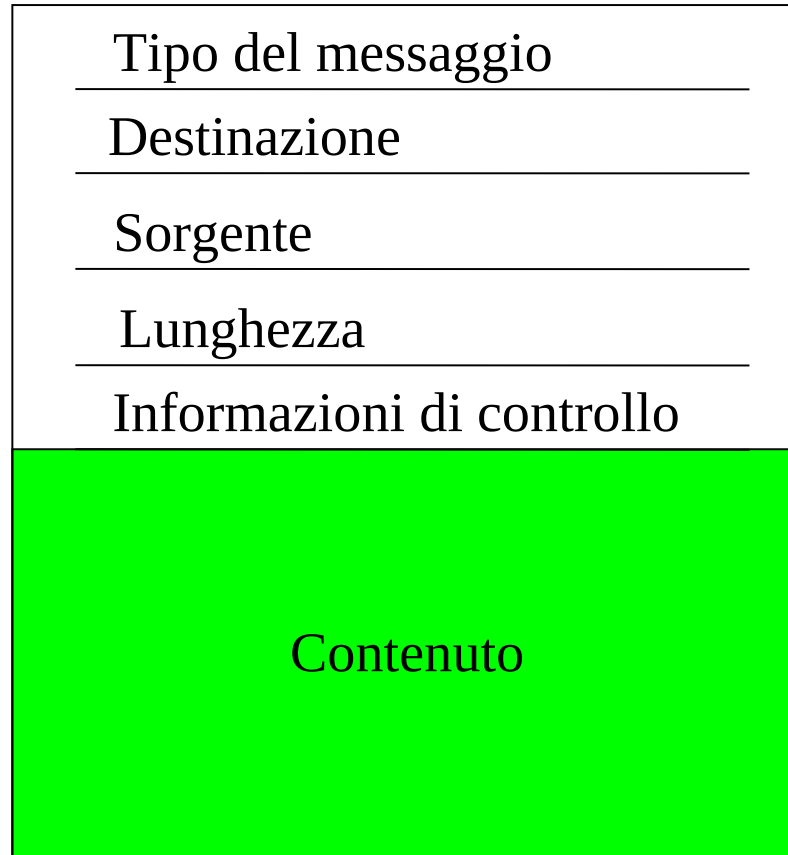 Tipo del messaggio
Destinazione
Sorgente
Lunghezza
Informazioni di controllo
Contenuto